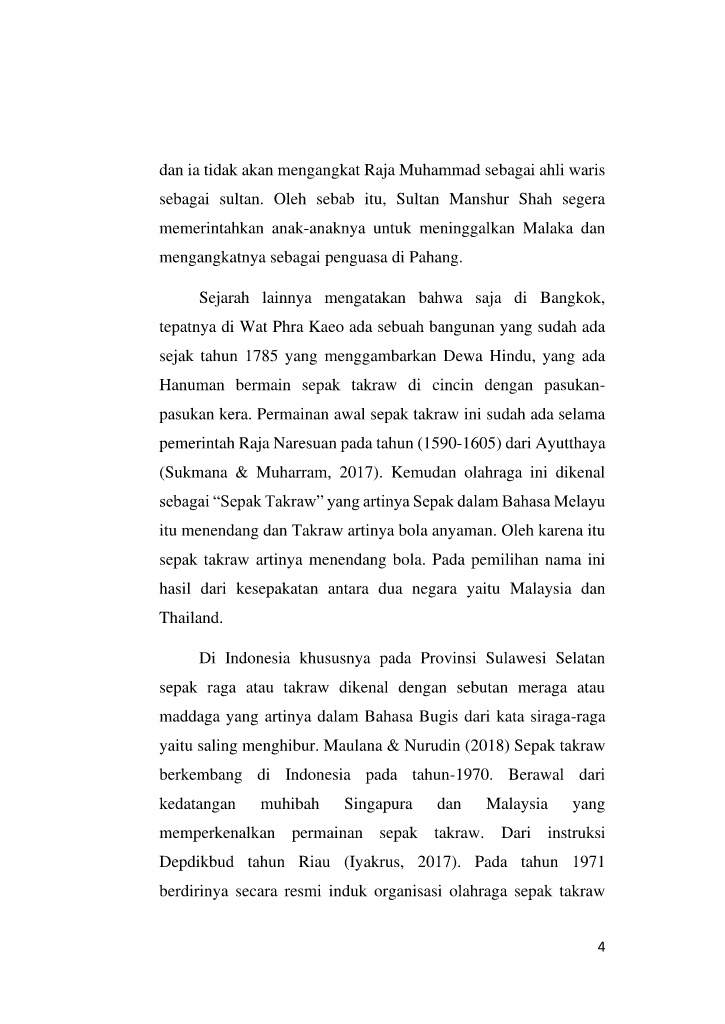 dan ia tidak akan mengangkat Raja Muhammad sebagai ahli waris
sebagai sultan. Oleh sebab itu, Sultan Manshur Shah segera
memerintahkan anak-anaknya untuk meninggalkan Malaka dan
mengangkatnya sebagai penguasa di Pahang.
Sejarah lainnya mengatakan bahwa saja di Bangkok,
tepatnya di Wat Phra Kaeo ada sebuah bangunan yang sudah ada
sejak tahun 1785 yang menggambarkan Dewa Hindu, yang ada
Hanuman bermain sepak takraw di cincin dengan pasukan-
pasukan kera. Permainan awal sepak takraw ini sudah ada selama
pemerintah Raja Naresuan pada tahun (1590-1605) dari Ayutthaya
(Sukmana & Muharram, 2017). Kemudan olahraga ini dikenal
sebagai “Sepak Takraw” yang artinya Sepak dalam Bahasa Melayu
itu menendang dan Takraw artinya bola anyaman. Oleh karena itu
sepak takraw artinya menendang bola. Pada pemilihan nama ini
hasil dari kesepakatan antara dua negara yaitu Malaysia dan
Thailand.
Di Indonesia khususnya pada Provinsi Sulawesi Selatan
sepak raga atau takraw dikenal dengan sebutan meraga atau
maddaga yang artinya dalam Bahasa Bugis dari kata siraga-raga
yaitu saling menghibur. Maulana & Nurudin (2018) Sepak takraw
berkembang di Indonesia pada tahun-1970. Berawal dari
kedatangan muhibah Singapura dan Malaysia yang
memperkenalkan permainan sepak takraw. Dari instruksi
Depdikbud tahun Riau (Iyakrus, 2017). Pada tahun 1971
berdirinya secara resmi induk organisasi olahraga sepak takraw
4